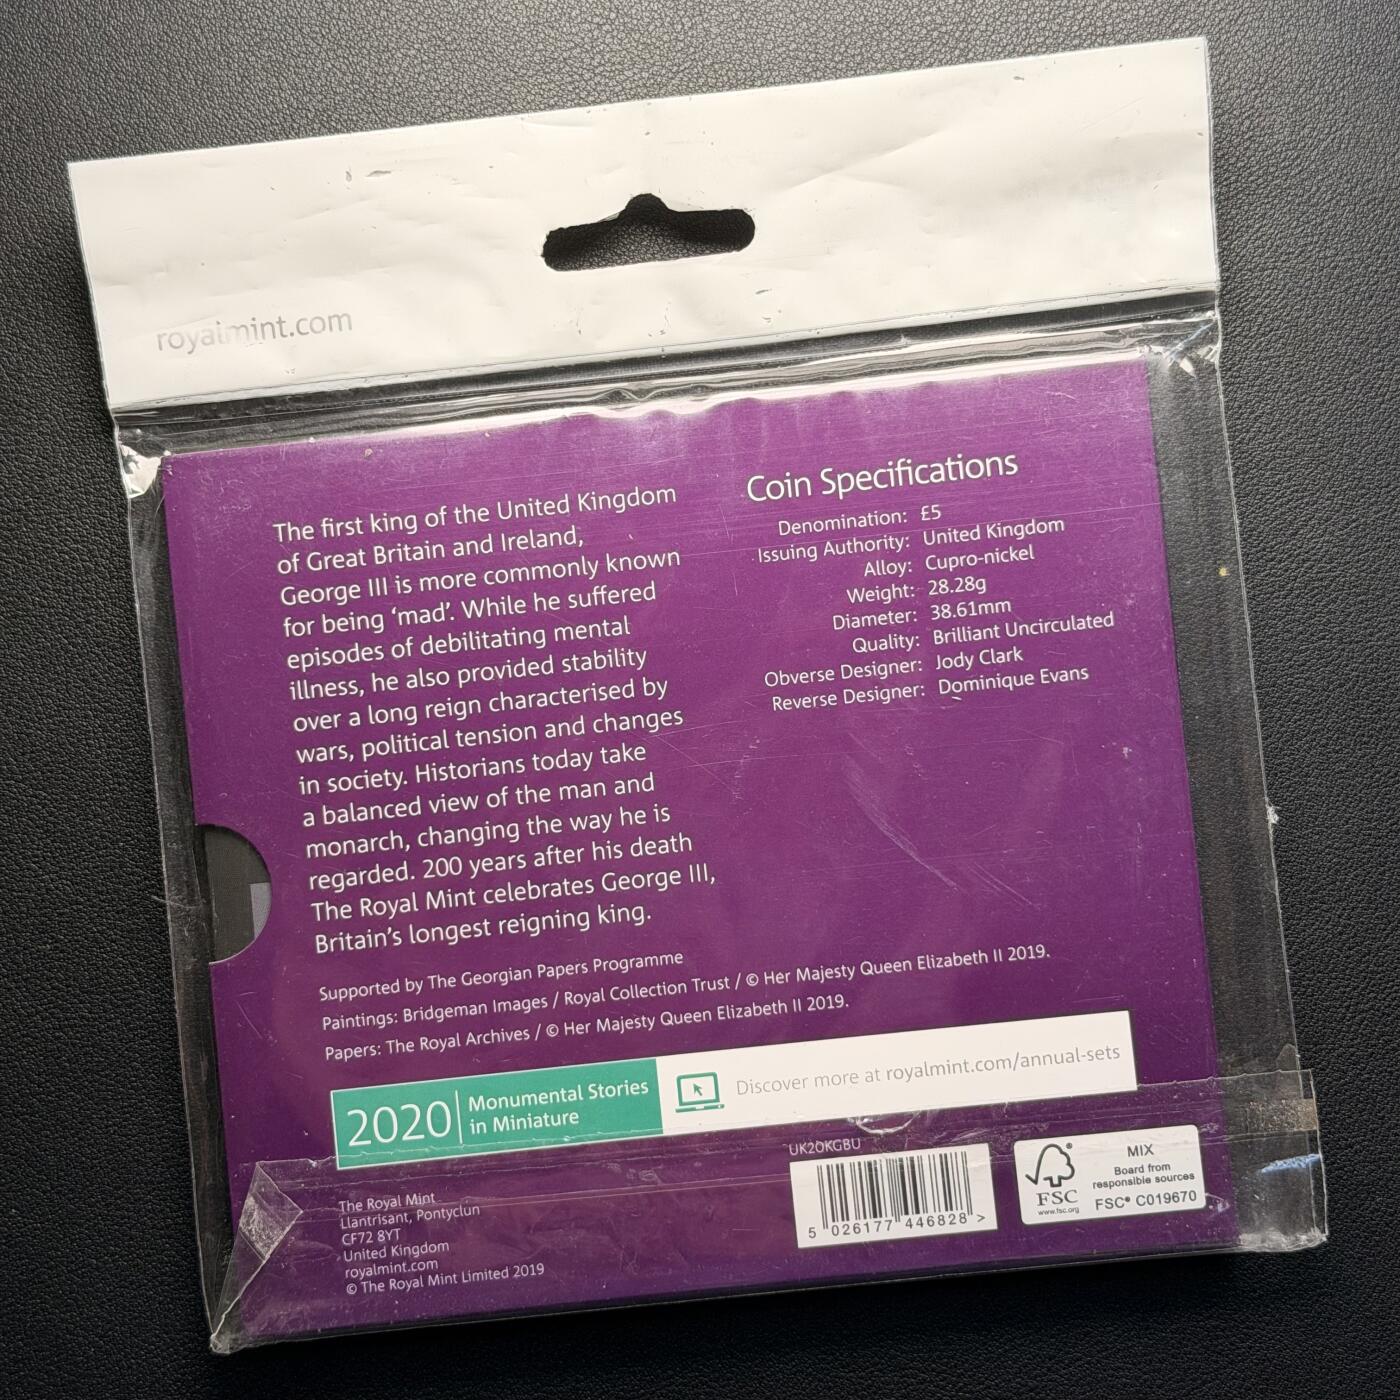 royalmint.com
The first king of the United Kingdom
of Great Britain and Ireland,
George III is more commonly known
for being ‘mad’. While he suffered
episodes of debilitating mental
illness, he also provided stability
over a long reign characterised by
wars, political tension and changes
in society. Historians today take
a balanced view of the man and
monarch, changing the way he is
regarded. 200 years after his death
The Royal Mint celebrates George III,
Britain’s longest reigning king.
Coin Specifications
Denomination: £5
Issuing Authority: United Kingdom
Alloy: Cupro-nickel
Weight: 28.28g
Diameter: 38.61mm
Quality: Brilliant Uncirculated
Obverse Designer: Jody Clark
Reverse Designer: Dominique Evans
Supported by The Georgian Papers Programme
Paintings: Bridgeman Images / Royal Collection Trust / © Her Majesty Queen Elizabeth II 2019.
Papers: The Royal Archives / © Her Majesty Queen Elizabeth II 2019.
2020 Monumental Stories
in Miniature
Discover more at royalmint.com/annual-sets
The Royal Mint
Llantrisant, Pontyclun
CF72 8YT
United Kingdom
royalmint.com
© The Royal Mint Limited 2019
UK20KGBU
5 026177 446828 >
FSC
www.fsc.org
MIX
Board from
responsible sources
FSC® C019670